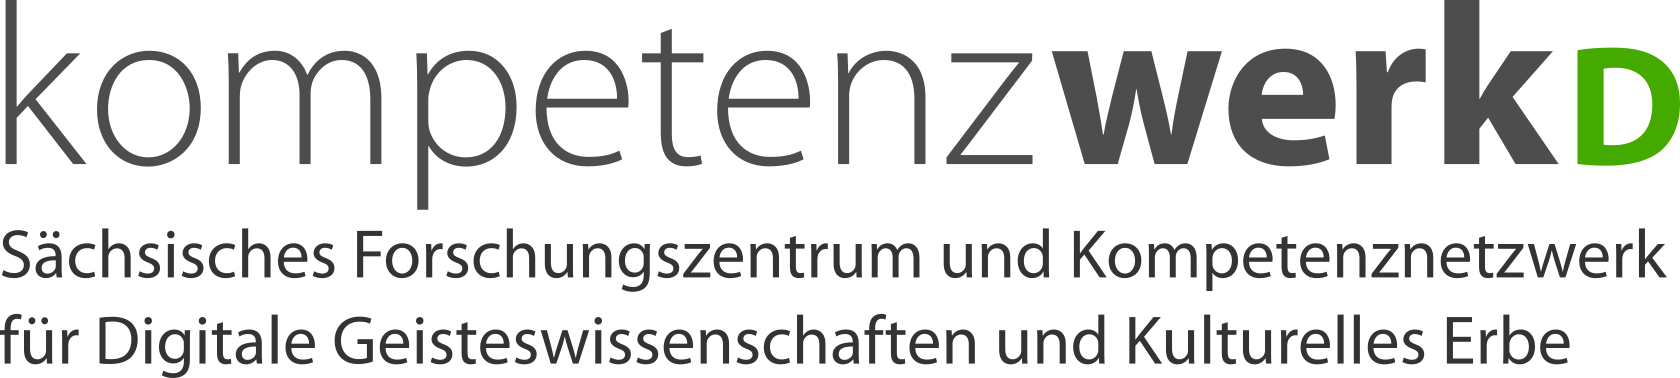 kompetenzwerkD
Sächsisches Forschungszentrum und Kompetenznetzwerk
für Digitale Geisteswissenschaften und Kulturelles Erbe